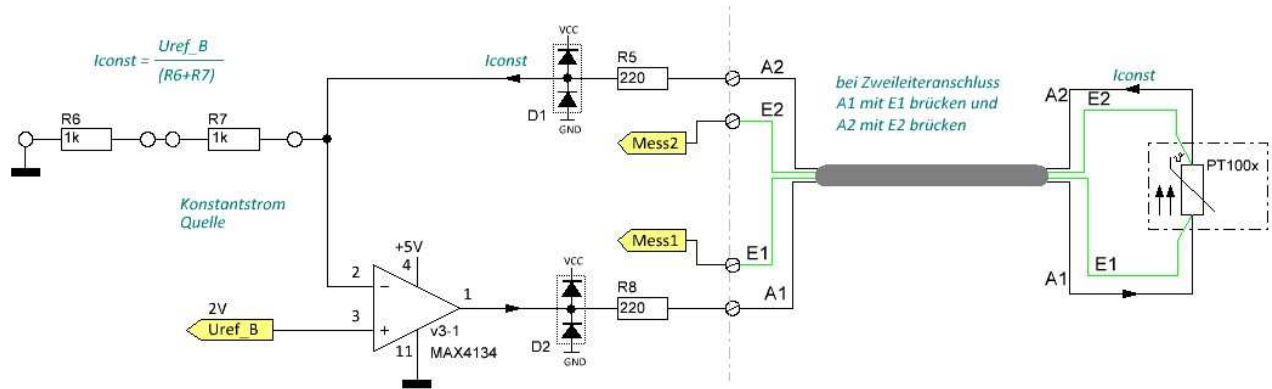 Iconst = Uref_B
(R6+R7)
VCC
Iconst
R5
220
A2
D1
GND
E2
Mess2
R6
1k
R7
1k
Konstantstrom
Quelle
bei Zweileiteranschluss
A1 mit E1 brücken und
A2 mit E2 brücken
Iconst
A2
E2
PT100x
ϑ
E1
A1
Mess1
E1
A1
+5V
4
2
−
3
+
1
11
v3-1
MAX4134
2V
Uref_B
VCC
R8
220
D2
GND